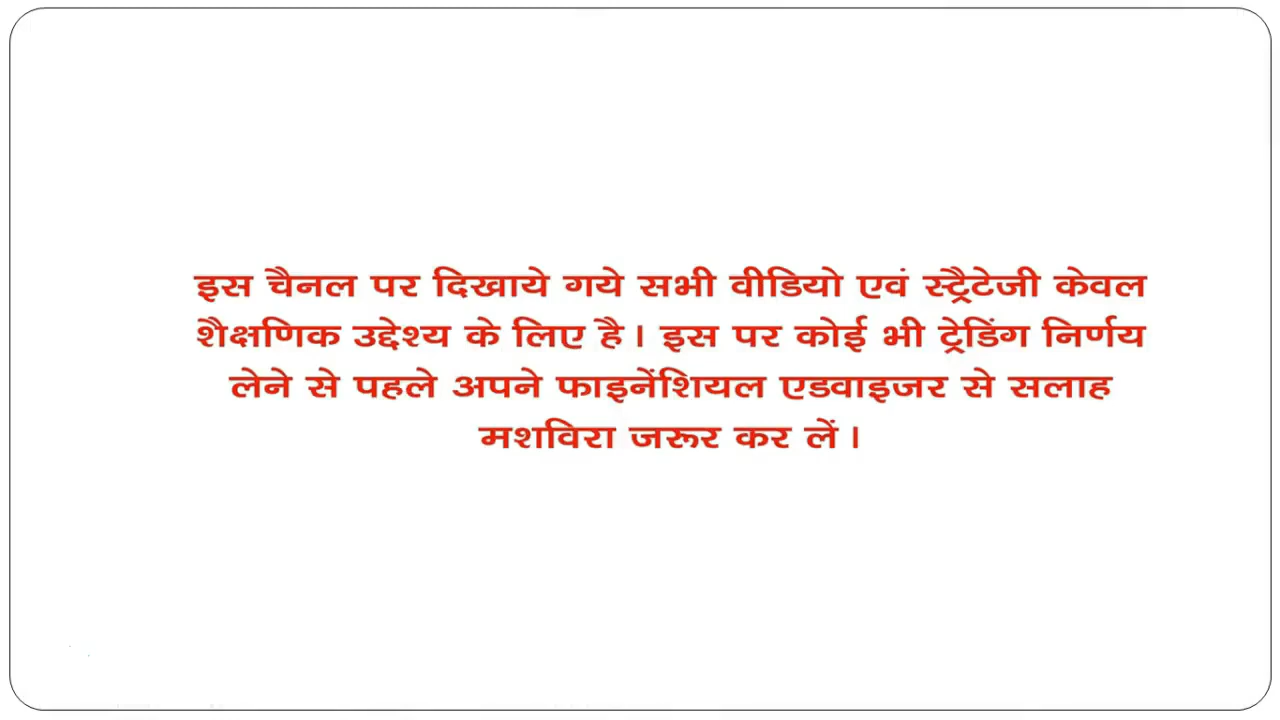 इस चैनल पर दिखाये गये सभी वीडियो एवं स्ट्रैटेजी केवल
शैक्षणिक उद्देश्य के लिए है। इस पर कोई भी ट्रेडिंग निर्णय
लेने से पहले अपने फाइनेंशियल एडवाइजर से सलाह
मशविरा जरूर कर लें।